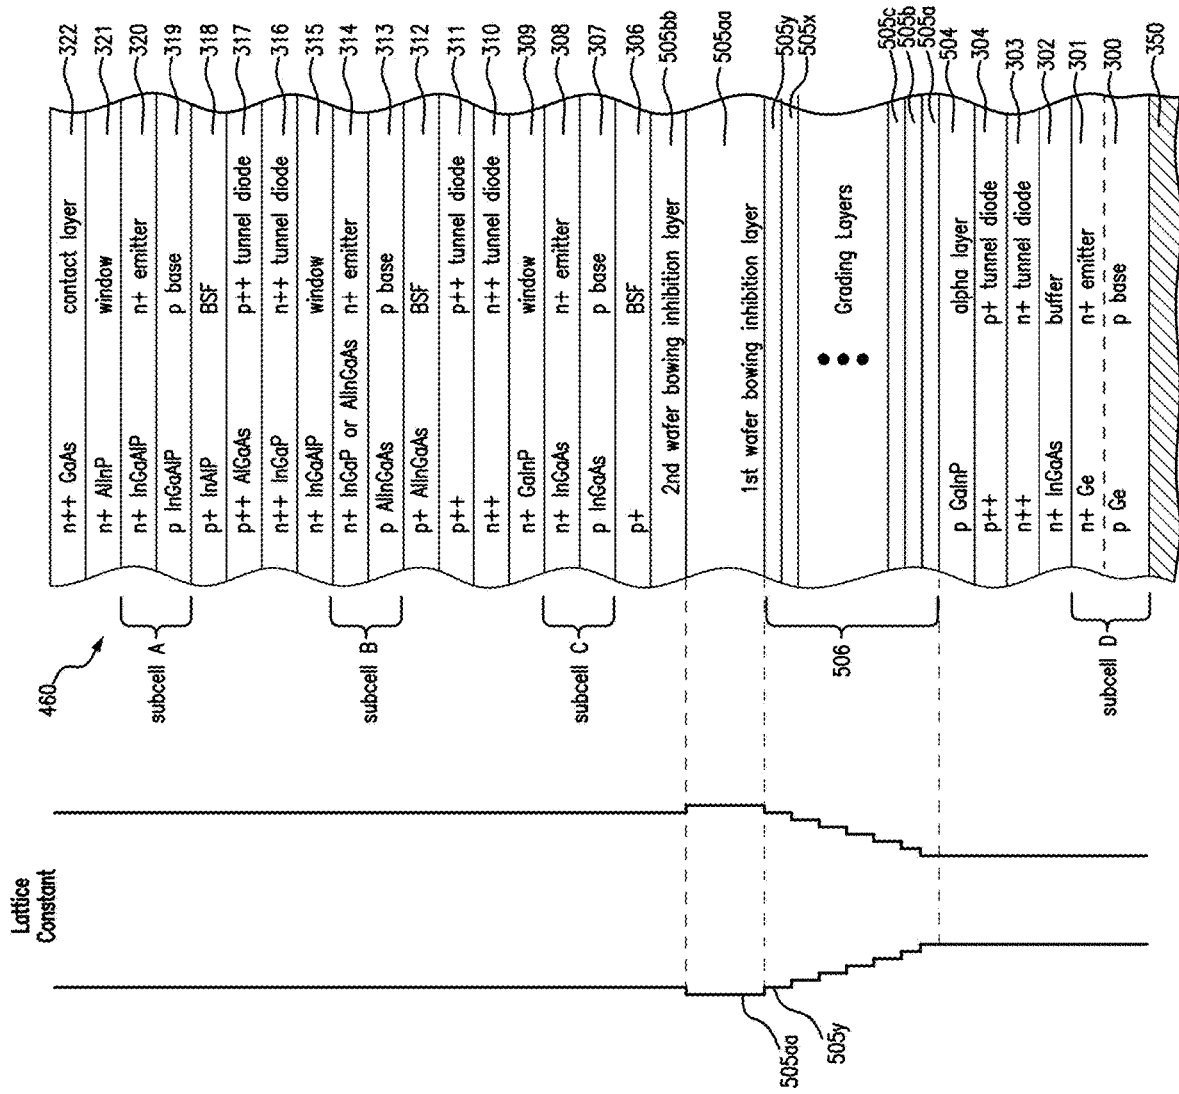 460
n++ GaAs contact layer 322
n+ AlInP window 321
n+ InGaAlP n+ emitter 320
p InGaAlP p base 319
subcell A
p+ InAlP BSF 318
p++ AlGaAs p++ tunnel diode 317
n++ InGaP n++ tunnel diode 316
n+ InGaAlP window 315
n+ InGaP or AlInGaAs n+ emitter 314
p AlInGaAs p base 313
subcell B
p+ AlInGaAs BSF 312
p++ p++ tunnel diode 311
n++ n++ tunnel diode 310
n+ GaInP window 309
n+ InGaAs n+ emitter 308
p InGaAs p base 307
subcell C
p+ BSF 306
2nd wafer bowing inhibition layer 505bb
1st wafer bowing inhibition layer 505aa
505y
505x
Grading Layers
506
505c
505b
505a
p GaInP alpha layer 504
p++ p+ tunnel diode 304
n++ n+ tunnel diode 303
n+ InGaAs buffer 302
n+ Ge n+ emitter 301
p Ge p base 300
subcell D
350
Lattice
Constant
505aa
505y